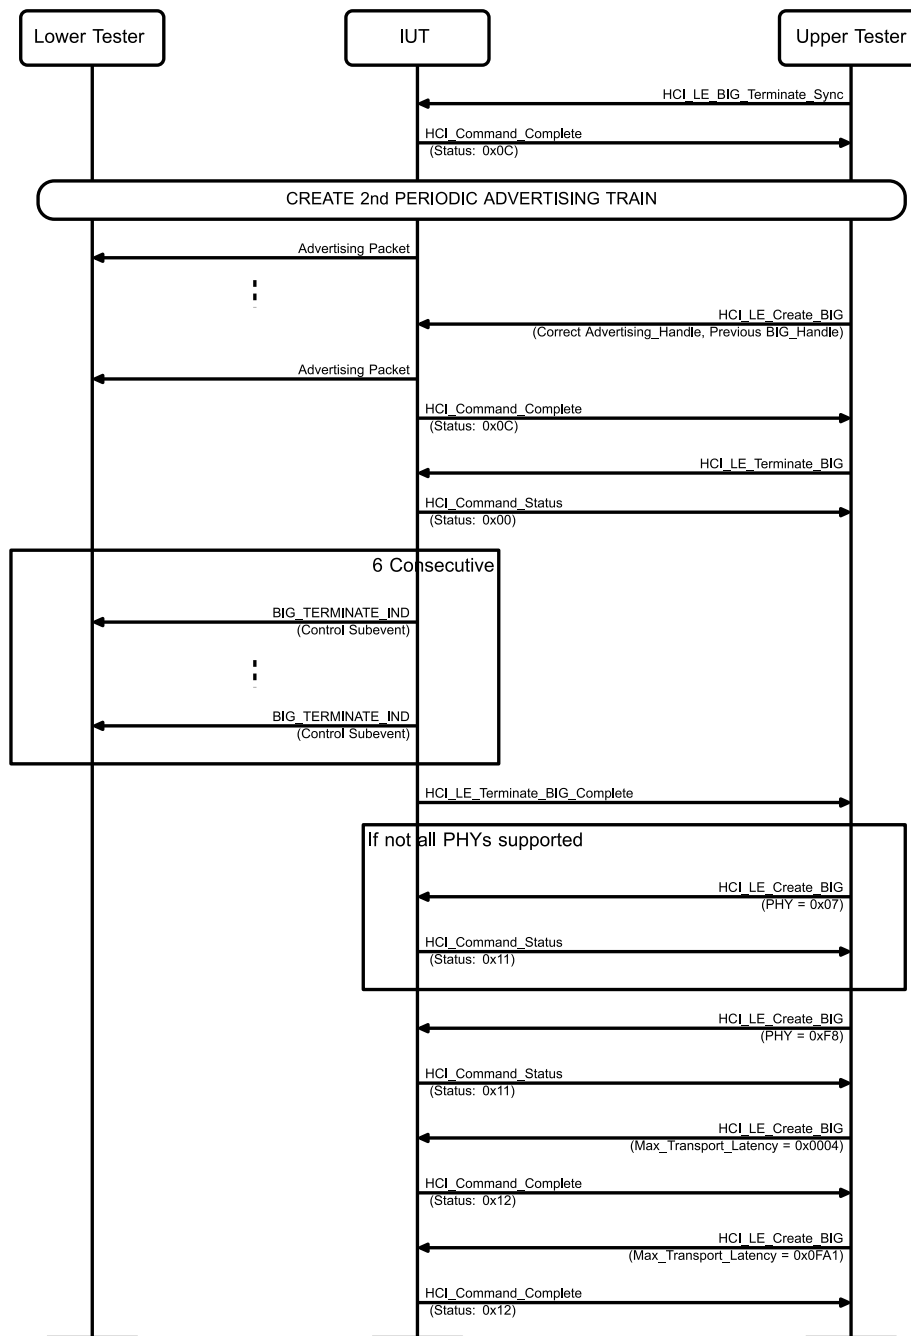 Lower Tester
IUT
Upper Tester
HCI_LE_BIG_Terminate_Sync
HCI_Command_Complete
(Status: 0x0C)
CREATE 2nd PERIODIC ADVERTISING TRAIN
Advertising Packet
HCI_LE_Create_BIG
(Correct Advertising_Handle, Previous BIG_Handle)
Advertising Packet
HCI_Command_Complete
(Status: 0x0C)
HCI_LE_Terminate_BIG
HCI_Command_Status
(Status: 0x00)
6 Consecutive
BIG_TERMINATE_IND
(Control Subevent)
BIG_TERMINATE_IND
(Control Subevent)
HCI_LE_Terminate_BIG_Complete
If not all PHYs supported
HCI_LE_Create_BIG
(PHY = 0x07)
HCI_Command_Status
(Status: 0x11)
HCI_LE_Create_BIG
(PHY = 0xF8)
HCI_Command_Status
(Status: 0x11)
HCI_LE_Create_BIG
(Max_Transport_Latency = 0x0004)
HCI_Command_Complete
(Status: 0x12)
HCI_LE_Create_BIG
(Max_Transport_Latency = 0x0FA1)
HCI_Command_Complete
(Status: 0x12)